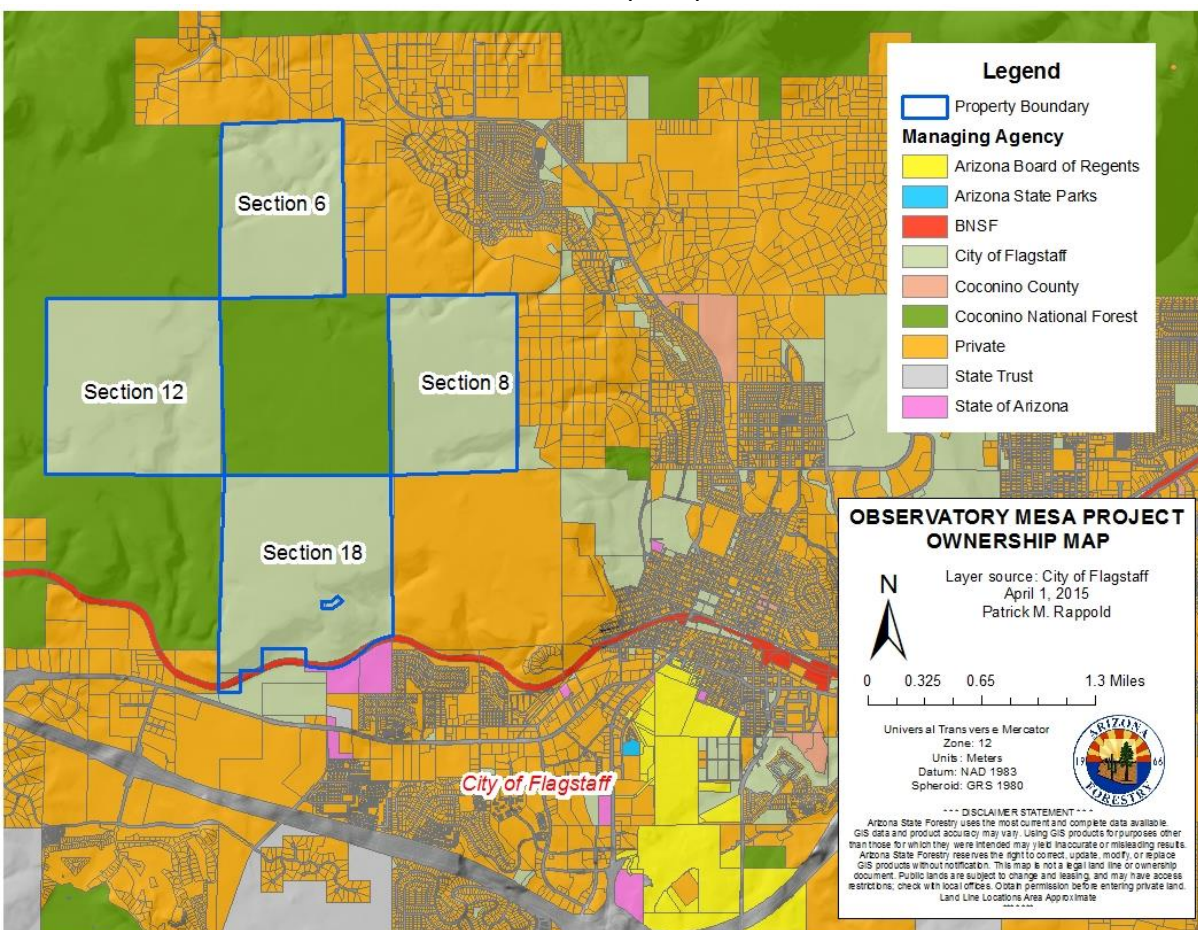 Legend
Property Boundary
Managing Agency
Arizona Board of Regents
Arizona State Parks
BNSF
City of Flagstaff
Coconino County
Coconino National Forest
Private
State Trust
State of Arizona
Section 6
Section 12
Section 8
Section 18
City of Flagstaff
OBSERVATORY MESA PROJECT
OWNERSHIP MAP
Layer source: City of Flagstaff
April 1, 2015
Patrick M. Rappold
N
0 0.325 0.65 1.3 Miles
Universal Transverse Mercator
Zone: 12
Units: Meters
Datum: NAD 1983
Spheroid: GRS 1980
ARIZONA
19 66
FORESTRY
* * * DISCLAIMER STATEMENT * * *
Arizona State Forestry uses the most current and complete data available.
GIS data and product accuracy may vary. Using GIS products for purposes other
than those for which they were intended may yield inaccurate or misleading results.
Arizona State Forestry reserves the right to correct, update, modify, or replace
GIS products without notification. This map is not a legal land line or ownership
document. Public lands are subject to change and leasing, and may have access
restrictions; check with local offices. Obtain permission before entering private land.
Land Line Locations Area Approximate